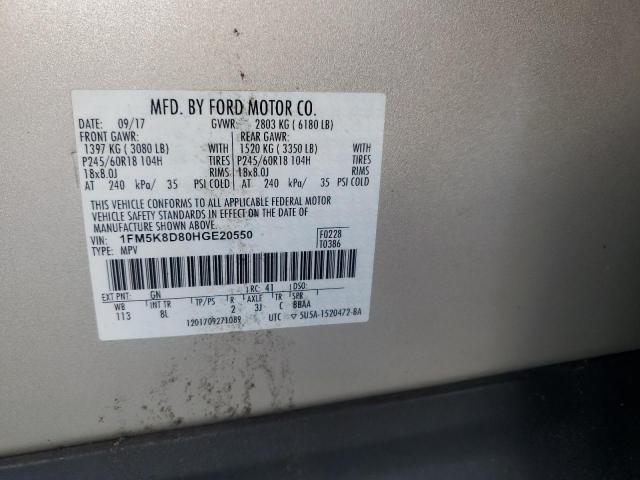 MFD. BY FORD MOTOR CO.
DATE: 09/17 GVWR: 2803 KG ( 6180 LB)
FRONT GAWR: REAR GAWR:
1397 KG ( 3080 LB) WITH 1520 KG ( 3350 LB) WITH
P245/60R18 104H TIRES P245/60R18 104H TIRES
18x8.0J RIMS 18x8.0J RIMS
AT 240 kPa/ 35 PSI COLD AT 240 kPa/ 35 PSI COLD
THIS VEHICLE CONFORMS TO ALL APPLICABLE FEDERAL MOTOR
VEHICLE SAFETY STANDARDS IN EFFECT ON THE DATE OF
MANUFACTURE SHOWN ABOVE.
VIN: 1FM5K8D80HGE20550 F0228
TYPE: MPV T0386
EXT PNT: GN RC: 41 DSO:
WB INT TR TP/PS R AXLE TR
113 8L 2 3J C BBAA
1201709271089 UTC ▽ 5U5A-1520472-BA